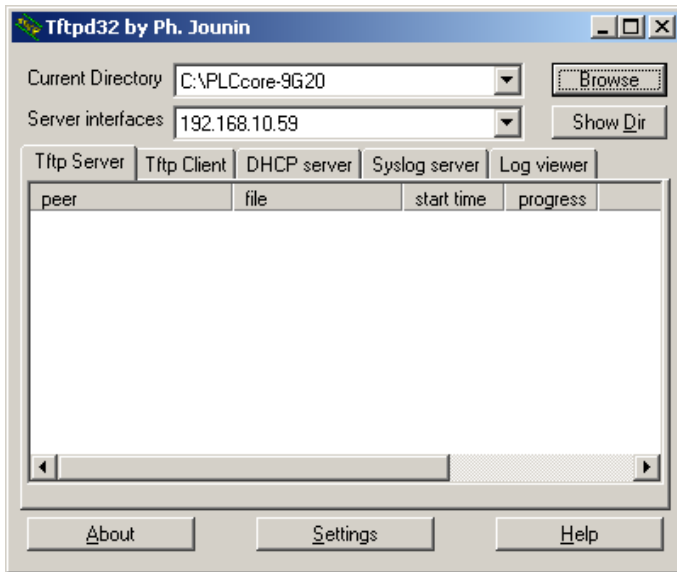 Tftpd32 by Ph. Jounin
Current Directory C:\PLCcore-9G20 Browse
Server interfaces 192.168.10.59 Show Dir
Tftp Server Tftp Client DHCP server Syslog server Log viewer
peer file start time progress
About Settings Help